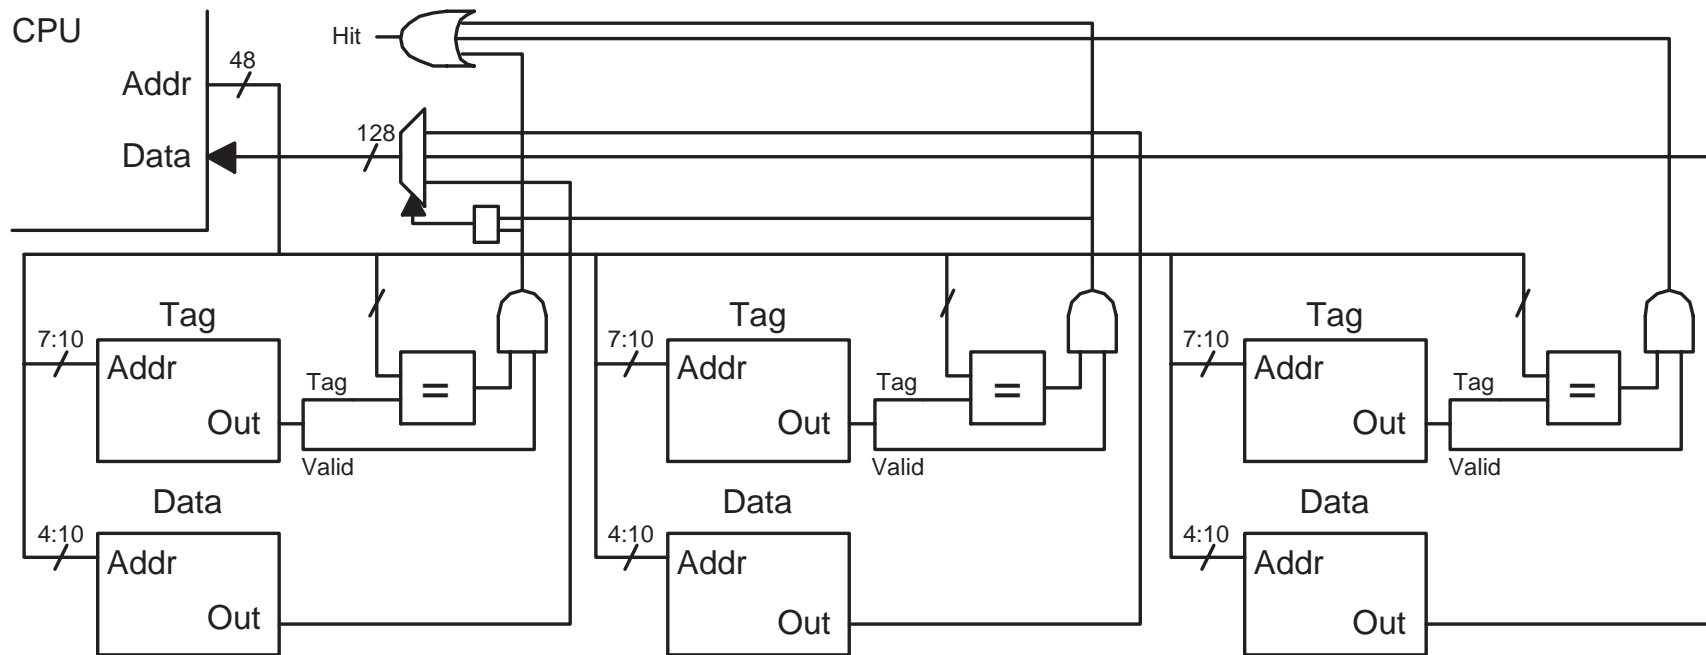 CPU
Hit
48
Addr
128
Data
Tag Tag Tag
7:10 7:10 7:10
Addr Addr Addr
Tag Tag Tag
= = =
Out Out Out
Valid Valid Valid
Data Data Data
4:10 4:10 4:10
Addr Addr Addr
Out Out Out